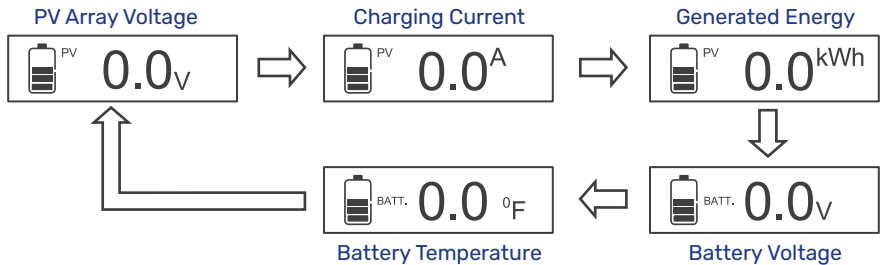 PV Array Voltage
Charging Current
Generated Energy
PV 0.0V
PV 0.0A
PV 0.0kWh
BATT. 0.0 ⁰F
BATT. 0.0V
Battery Temperature
Battery Voltage